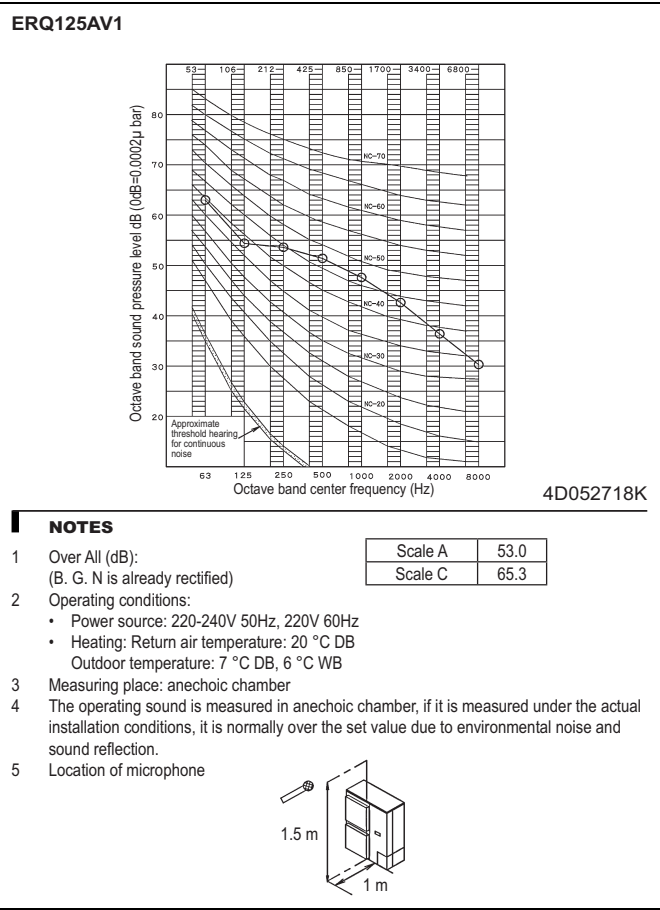 ERQ125AV1
53 106 212 425 850 1700 3400 6800
Octave band sound pressure level dB (0dB=0.0002µ bar)
80
70
60
50
40
30
20
NC-70
NC-60
NC-50
NC-40
NC-30
NC-20
Approximate
threshold hearing
for continuous
noise
63 125 250 500 1000 2000 4000 8000
Octave band center frequency (Hz)
4D052718K
NOTES
1 Over All (dB):
(B. G. N is already rectified)
Scale A 53.0
Scale C 65.3
2 Operating conditions:
• Power source: 220-240V 50Hz, 220V 60Hz
• Heating: Return air temperature: 20 °C DB
Outdoor temperature: 7 °C DB, 6 °C WB
3 Measuring place: anechoic chamber
4 The operating sound is measured in anechoic chamber, if it is measured under the actual
installation conditions, it is normally over the set value due to environmental noise and
sound reflection.
5 Location of microphone
1.5 m
1 m